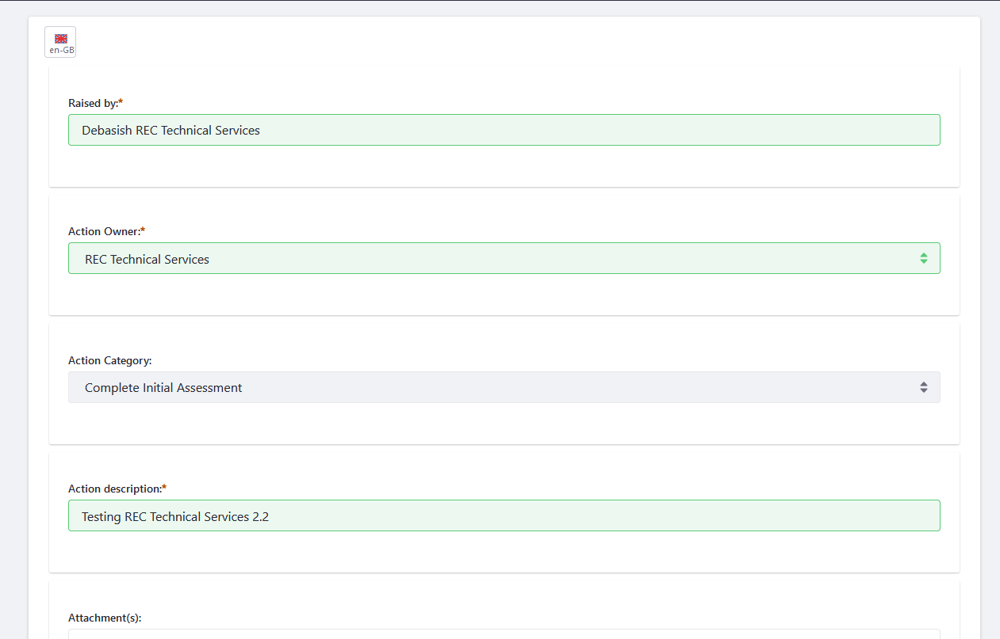 en-GB
Raised by:*
Debasish REC Technical Services
Action Owner:*
REC Technical Services
Action Category:
Complete Initial Assessment
Action description:*
Testing REC Technical Services 2.2
Attachment(s):